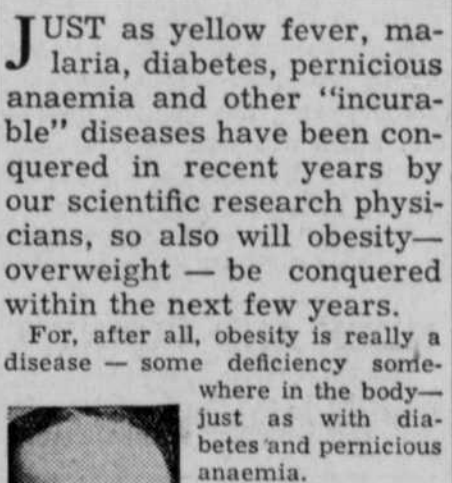 JUST as yellow fever, ma-
laria, diabetes, pernicious
anaemia and other "incura-
ble" diseases have been con-
quered in recent years by
our scientific research physi-
cians, so also will obesity—
overweight — be conquered
within the next few years.
For, after all, obesity is really a
disease — some deficiency some-
where in the body—
just as with dia-
betes and pernicious
anaemia.